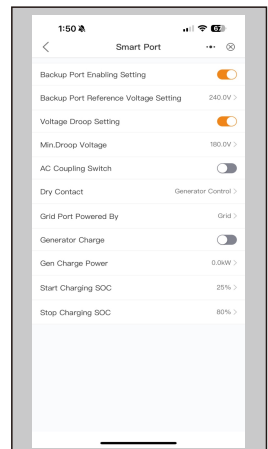 1:50 67
Smart Port
Backup Port Enabling Setting
Backup Port Reference Voltage Setting 240.0V >
Voltage Droop Setting
Min.Droop Voltage 180.0V >
AC Coupling Switch
Dry Contact Generator Control >
Grid Port Powered By Grid >
Generator Charge
Gen Charge Power 0.0kW >
Start Charging SOC 25% >
Stop Charging SOC 80% >